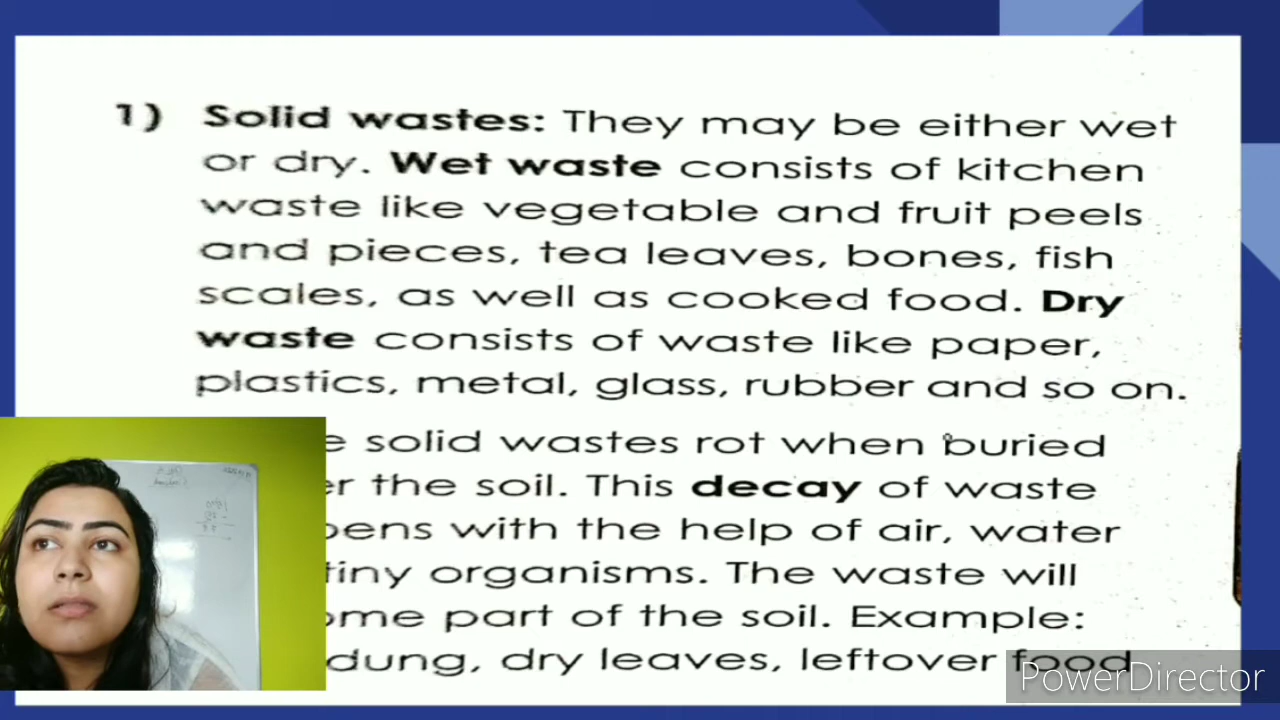 1) Solid wastes: They may be either wet
or dry. Wet waste consists of kitchen
waste like vegetable and fruit peels
and pieces, tea leaves, bones, fish
scales, as well as cooked food. Dry
waste consists of waste like paper,
plastics, metal, glass, rubber and so on.
solid wastes rot when buried
the soil. This decay of waste
with the help of air, water
tiny organisms. The waste will
part of the soil. Example:
dung, dry leaves, leftover food
PowerDirector